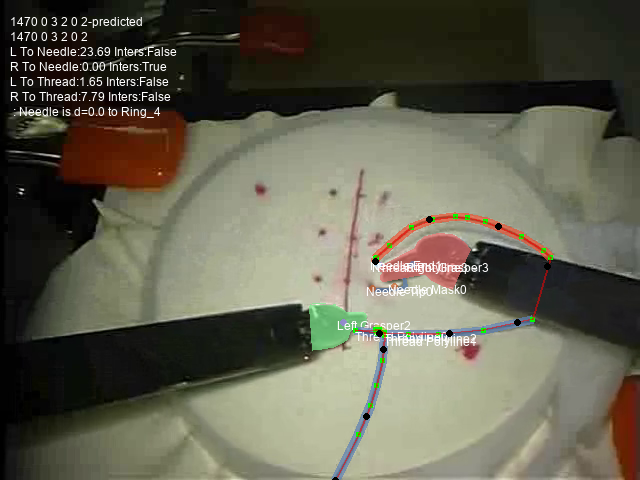 1470 0 3 2 0 2-predicted
1470 0 3 2 0 2
L To Needle:23.69 Inters:False
R To Needle:0.00 Inters:True
L To Thread:1.65 Inters:False
R To Thread:7.79 Inters:False
: Needle is d=0.0 to Ring_4
Needle Mask0
Needle Tip0
Left Grasper2
Thread Polyline2